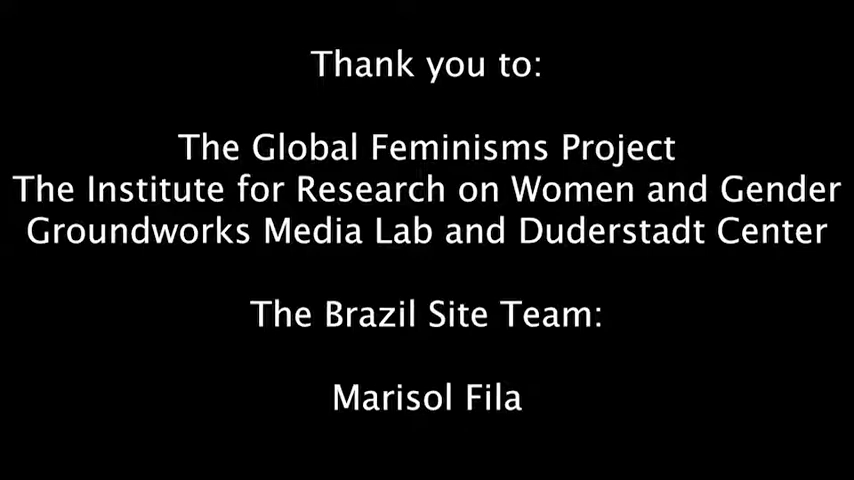 Thank you to:
The Global Feminisms Project
The Institute for Research on Women and Gender
Groundworks Media Lab and Duderstadt Center
The Brazil Site Team:
Marisol Fila